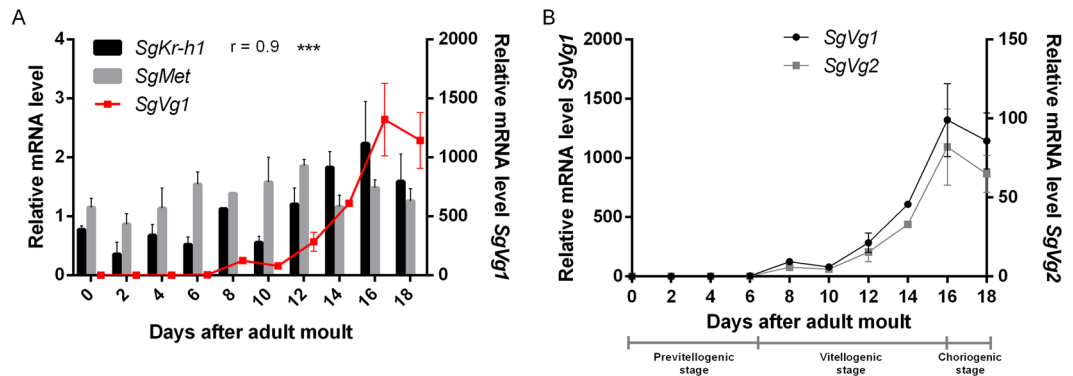 A
SgKr-h1 r = 0.9 ***
SgMet
SgVg1
Relative mRNA level
4
3
2
1
0
Relative mRNA level SgVg1
2000
1500
1000
500
0
0 2 4 6 8 10 12 14 16 18
Days after adult moult
B
SgVg1
SgVg2
Relative mRNA level SgVg1
2000
1500
1000
500
0
Relative mRNA level SgVg2
150
100
50
0
0 2 4 6 8 10 12 14 16 18
Days after adult moult
Previtellogenic
stage
Vitellogenic
stage
Choriogenic
stage